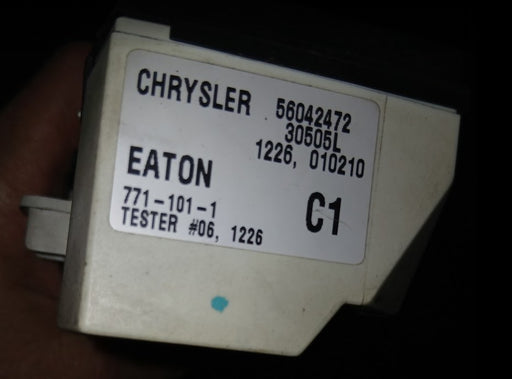 CHRYSLER 56042472
30505L
1226, 010210
EATON
771-101-1
TESTER #06, 1226
C1